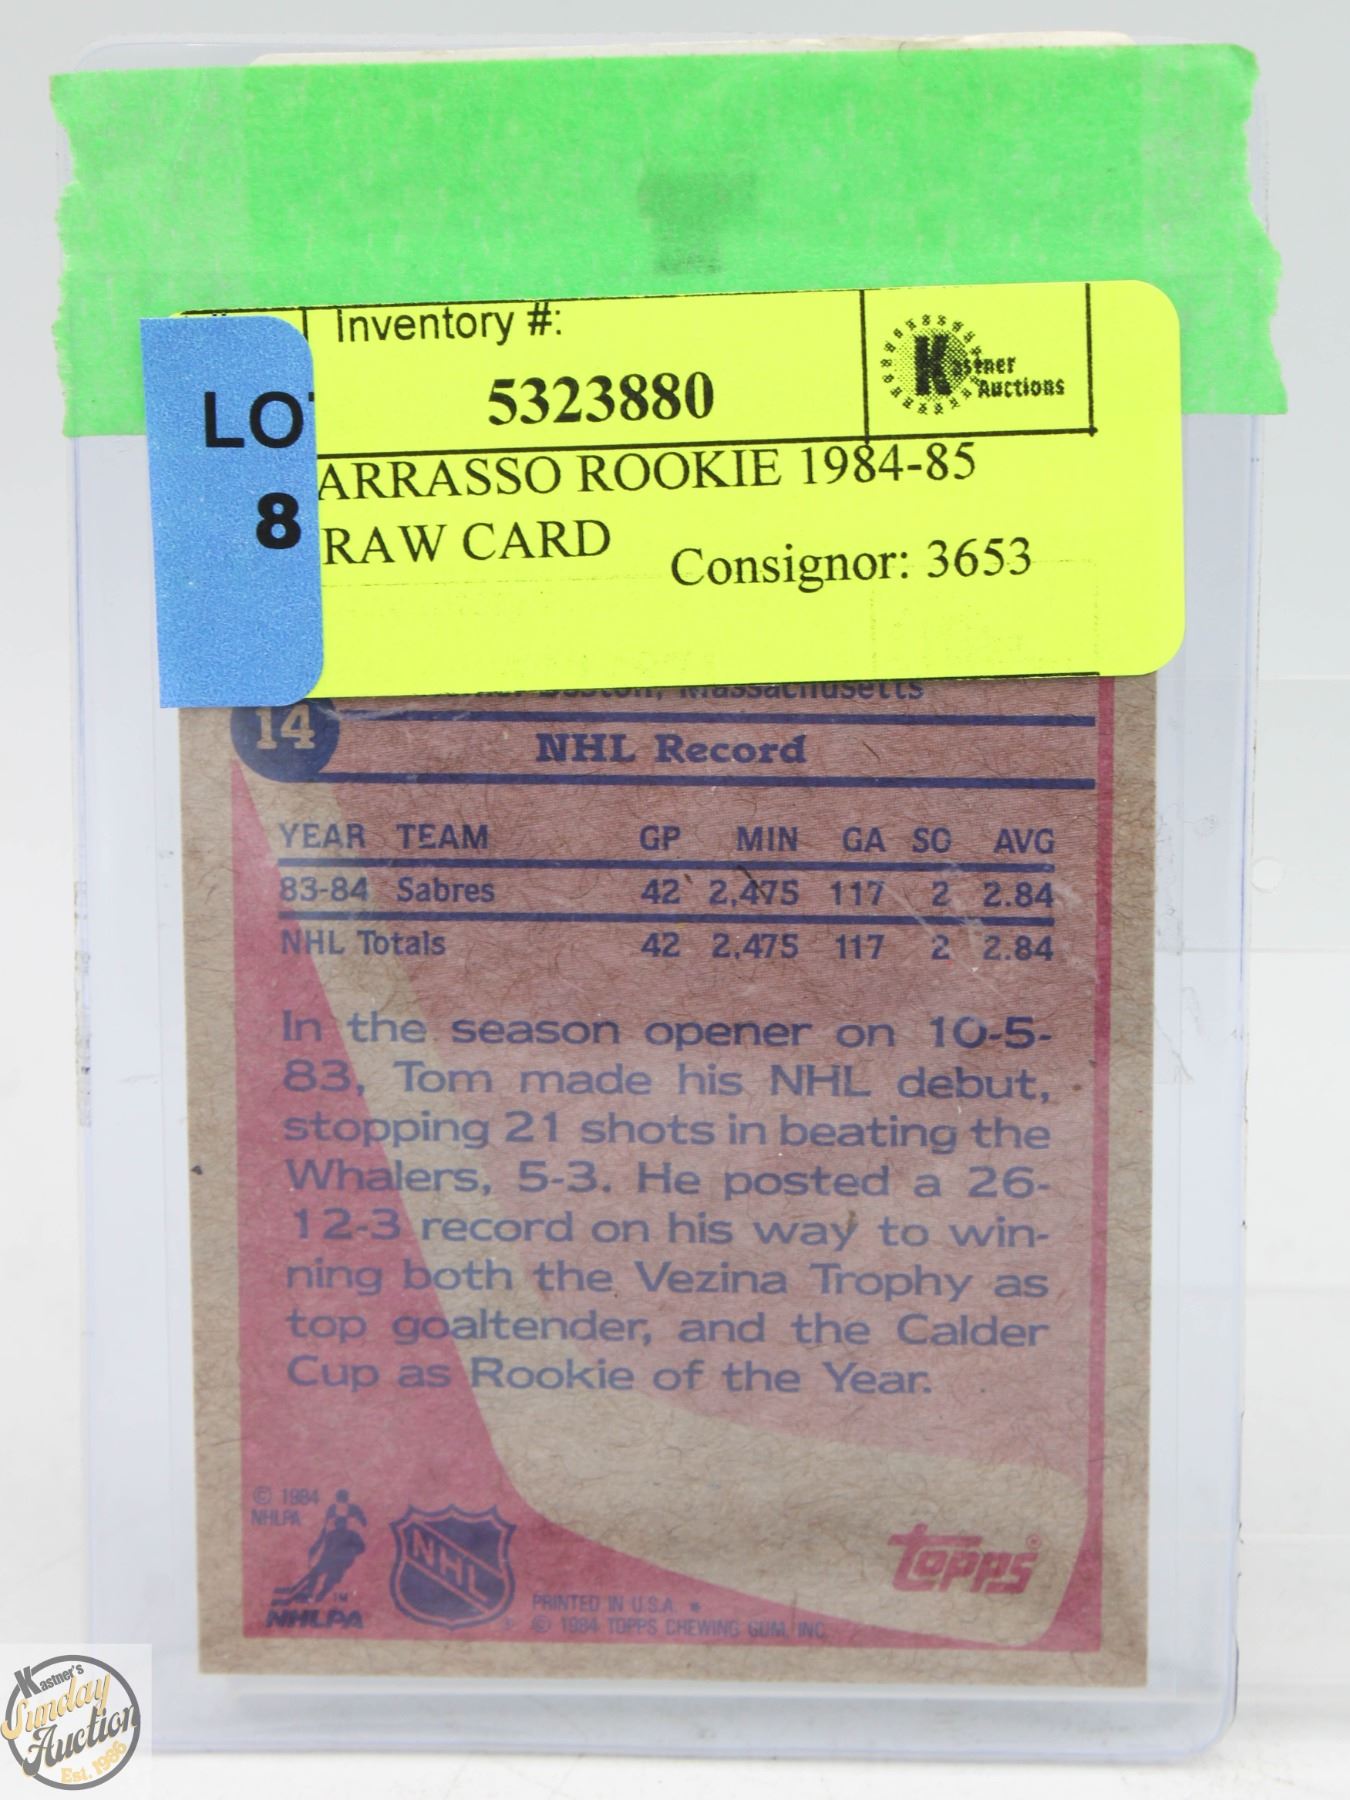 Inventory #:
5323880
Kastner
Auctions
LOT
8
ARRASSO ROOKIE 1984-85
RAW CARD
Consignor: 3653
Boston, Massachusetts
14
NHL Record
YEAR TEAM GP MIN GA SO AVG
83-84 Sabres 42 2,475 117 2 2.84
NHL Totals 42 2,475 117 2 2.84
In the season opener on 10-5-
83, Tom made his NHL debut,
stopping 21 shots in beating the
Whalers, 5-3. He posted a 26-
12-3 record on his way to win-
ning both the Vezina Trophy as
top goaltender, and the Calder
Cup as Rookie of the Year.
© 1984
NHLPA
TM
NHLPA
NHL
®
PRINTED IN U.S.A. *
© 1984 TOPPS CHEWING GUM, INC.
topps®
Kastner's
Sunday
Auction
Est. 1986